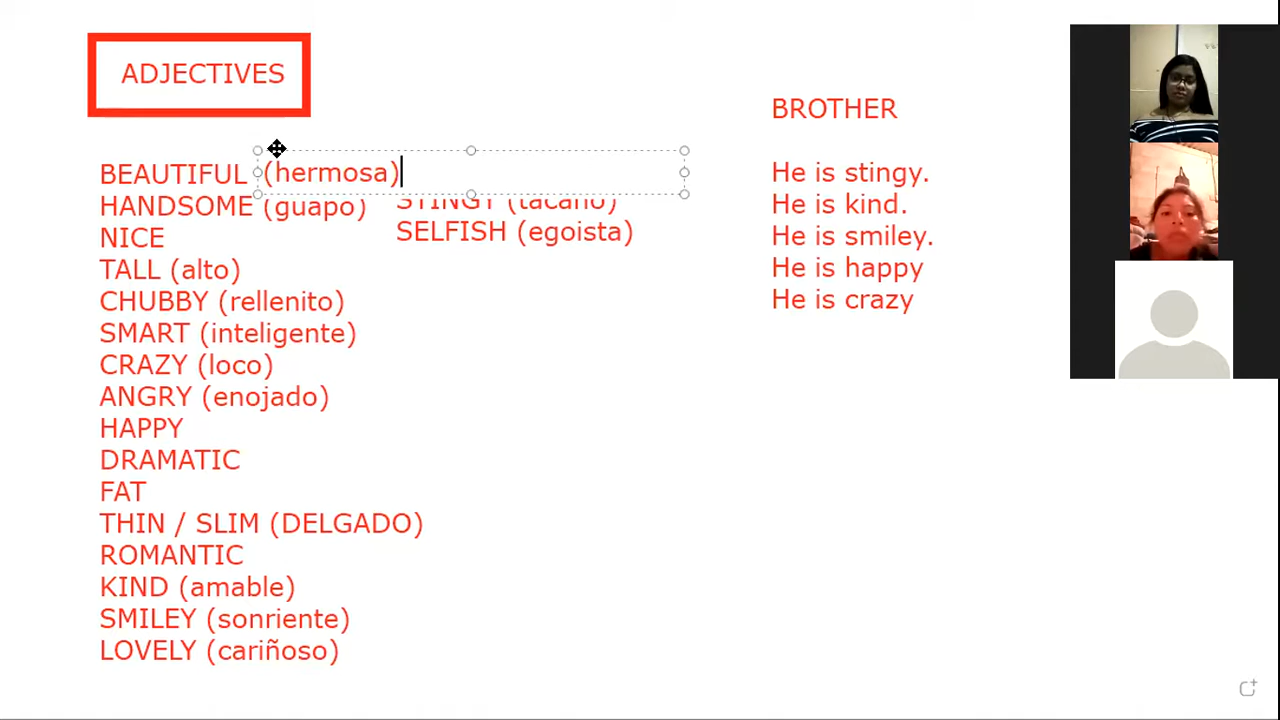 ADJECTIVES
BEAUTIFUL (hermosa)
HANDSOME (guapo)
NICE
TALL (alto)
CHUBBY (rellenito)
SMART (inteligente)
CRAZY (loco)
ANGRY (enojado)
HAPPY
DRAMATIC
FAT
THIN / SLIM (DELGADO)
ROMANTIC
KIND (amable)
SMILEY (sonriente)
LOVELY (cariñoso)
STINGY (tacaño)
SELFISH (egoista)
BROTHER
He is stingy.
He is kind.
He is smiley.
He is happy
He is crazy